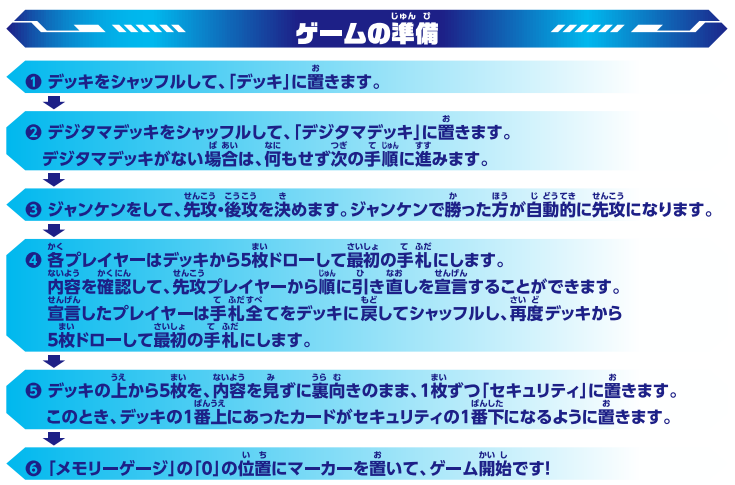 ゲームの準備
❶ デッキをシャッフルして、「デッキ」に置きます。
❷ デジタマデッキをシャッフルして、「デジタマデッキ」に置きます。
デジタマデッキがない場合は、何もせず次の手順に進みます。
❸ ジャンケンをして、先攻・後攻を決めます。ジャンケンで勝った方が自動的に先攻になります。
❹ 各プレイヤーはデッキから5枚ドローして最初の手札にします。
内容を確認して、先攻プレイヤーから順に引き直しを宣言することができます。
宣言したプレイヤーは手札全てをデッキに戻してシャッフルし、再度デッキから
5枚ドローして最初の手札にします。
❺ デッキの上から5枚を、内容を見ずに裏向きのまま、1枚ずつ「セキュリティ」に置きます。
このとき、デッキの1番上にあったカードがセキュリティの1番下になるように置きます。
❻ 「メモリーゲージ」の「0」の位置にマーカーを置いて、ゲーム開始です!